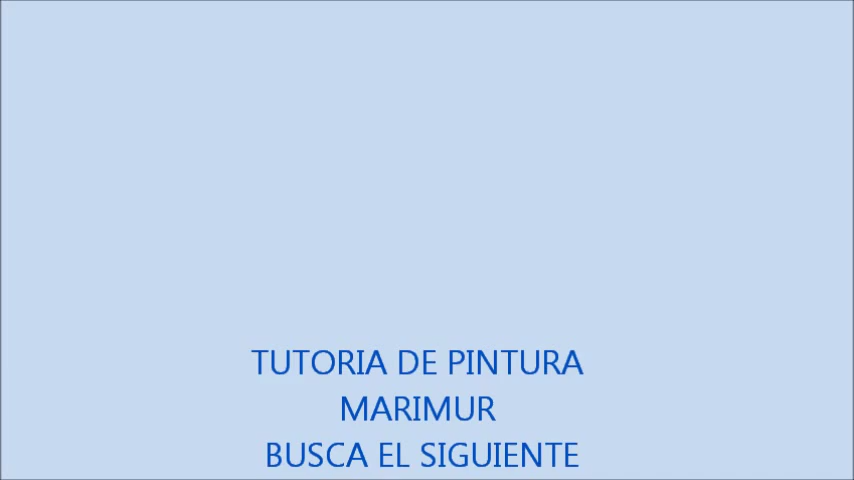 TUTORIA DE PINTURA
MARIMUR
BUSCA EL SIGUIENTE